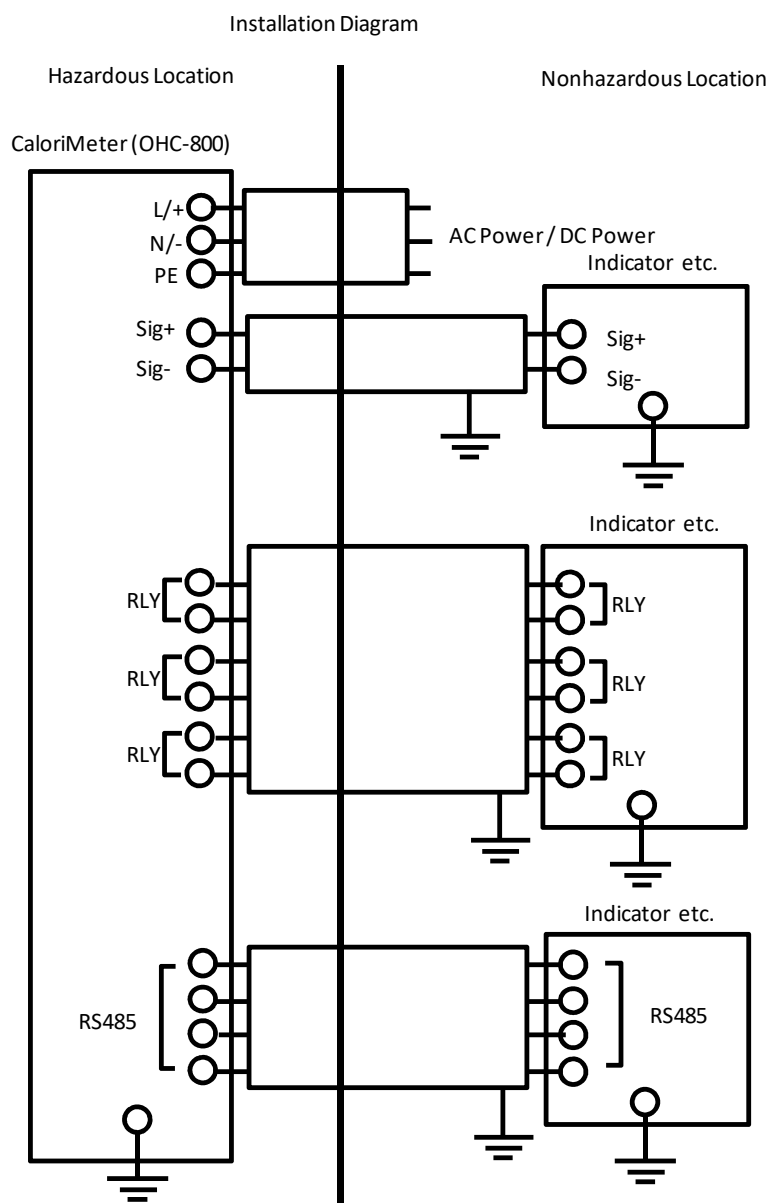 Installation Diagram
Hazardous Location
Nonhazardous Location
CaloriMeter (OHC-800)
L/+
N/-
PE
AC Power / DC Power
Indicator etc.
Sig+
Sig-
Sig+
Sig-
Indicator etc.
RLY
RLY
RLY
RLY
RLY
RLY
Indicator etc.
RS485
RS485